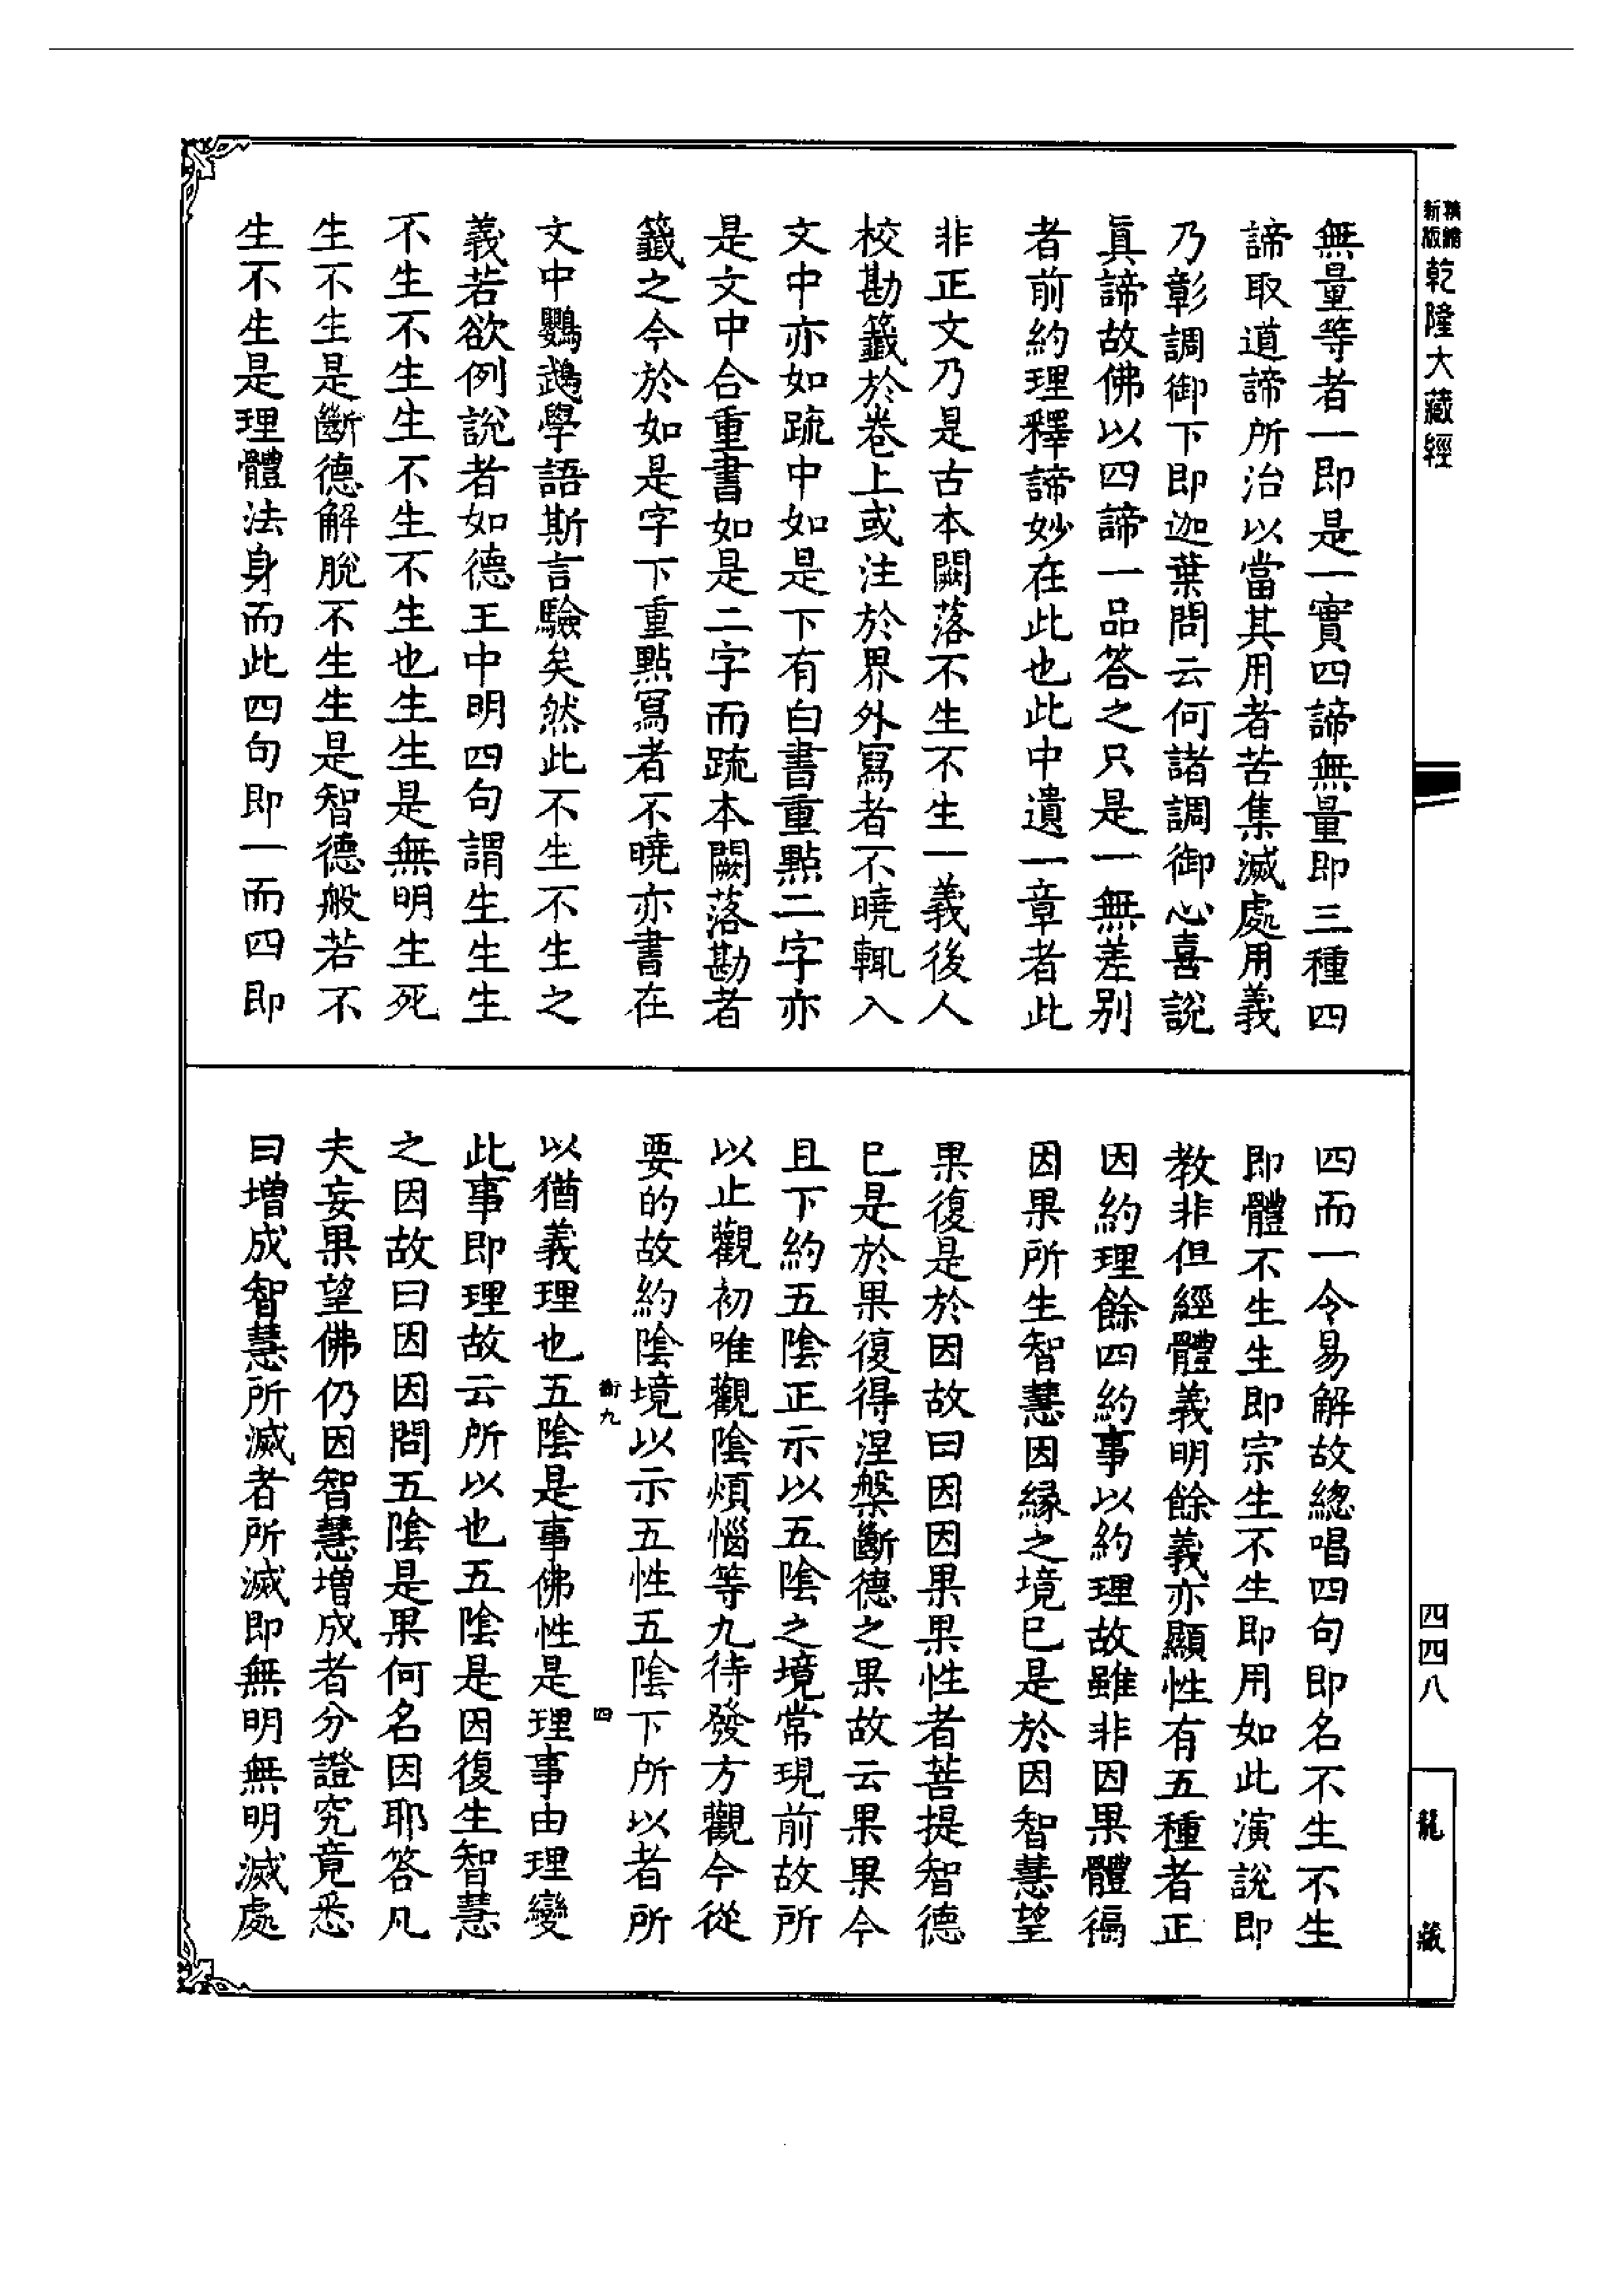 新版
乾隆大藏經
無量等者一即是一實四諦無量即三種四
諦取道諦所治以當其用者苦集滅處用義
乃彰調御下即迦葉問云何諸調御心喜說
眞諦故佛以四諦一品答之只是一無差别
者前約理釋諦妙在此也此中遺一章者此
非正文乃是古本闕落不生不生一義後人
校勘籤於卷上或注於界外寫者不曉輒入
文中亦如䟽中如是下有白書重點二字亦
是文中合重書如是二字而䟽本闕落勘者
籤之今於如是字下重點寫者不曉亦書在
文中鸚鵡學語斯言驗矣然此不生不生之
義若欲例說者如德王中明四句謂生生生
不生不生生不生不生也生生是無明生死
生不生是斷德解脫不生生是智德般若不
生不生是理體法身而此四句即一而四即
四而一令易解故總唱四句即名不生不生
即體不生生即宗生不生即用如此演說即
教非但經體義明餘義亦顯性有五種者正
因約理餘四約事以約理故雖非因果體徧
因果所生智慧因縁之境已是於因智慧望
果復是於因故曰因因果果性者菩提智德
已是於果復得涅槃斷德之果故云果果今
且下約五陰正示以五陰之境常現前故所
以止觀初唯觀陰煩惱等九待發方觀今從
要的故約陰境以示五性五陰下所以者所
以猶義理也五陰是事佛性是理事由理變
此事即理故云所以也五陰是因復生智慧
之因故曰因因問五陰是果何名因耶答凡
夫妄果望佛仍因智慧增成者分證究竟悉
曰增成智慧所滅者所滅即無明無明滅處
衡九
四
四四八
龍藏